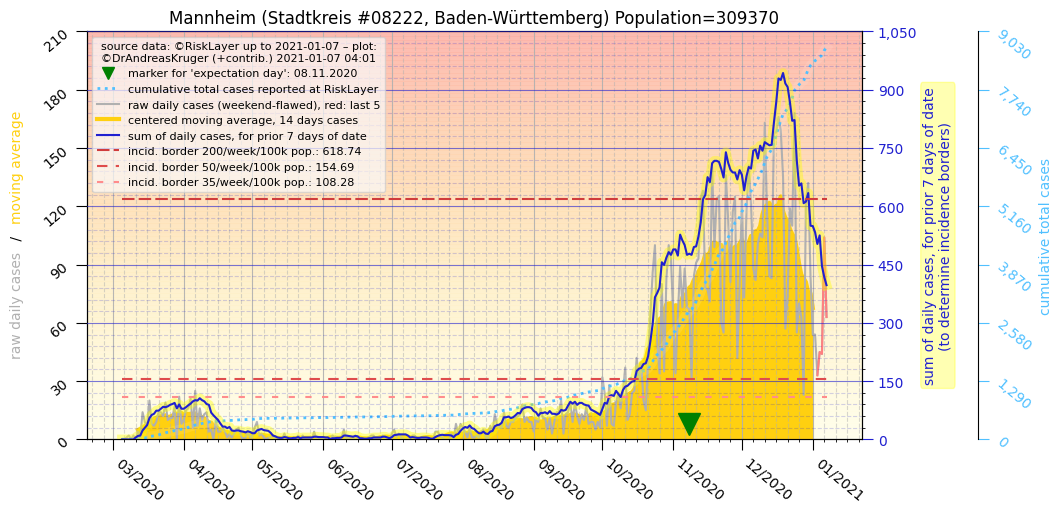 Mannheim (Stadtkreis #08222, Baden-Württemberg) Population=309370
source data: ©RiskLayer up to 2021-01-07 – plot:
©DrAndreasKruger (+contrib.) 2021-01-07 04:01
marker for 'expectation day': 08.11.2020
cumulative total cases reported at RiskLayer
raw daily cases (weekend-flawed), red: last 5
centered moving average, 14 days cases
sum of daily cases, for prior 7 days of date
incid. border 200/week/100k pop.: 618.74
incid. border 50/week/100k pop.: 154.69
incid. border 35/week/100k pop.: 108.28
raw daily cases / moving average
210
180
150
120
90
60
30
0
03/2020
04/2020
05/2020
06/2020
07/2020
08/2020
09/2020
10/2020
11/2020
12/2020
01/2021
1,050
900
750
600
450
300
150
0
sum of daily cases, for prior 7 days of date
(to determine incidence borders)
9,030
7,740
6,450
5,160
3,870
2,580
1,290
0
cumulative total cases